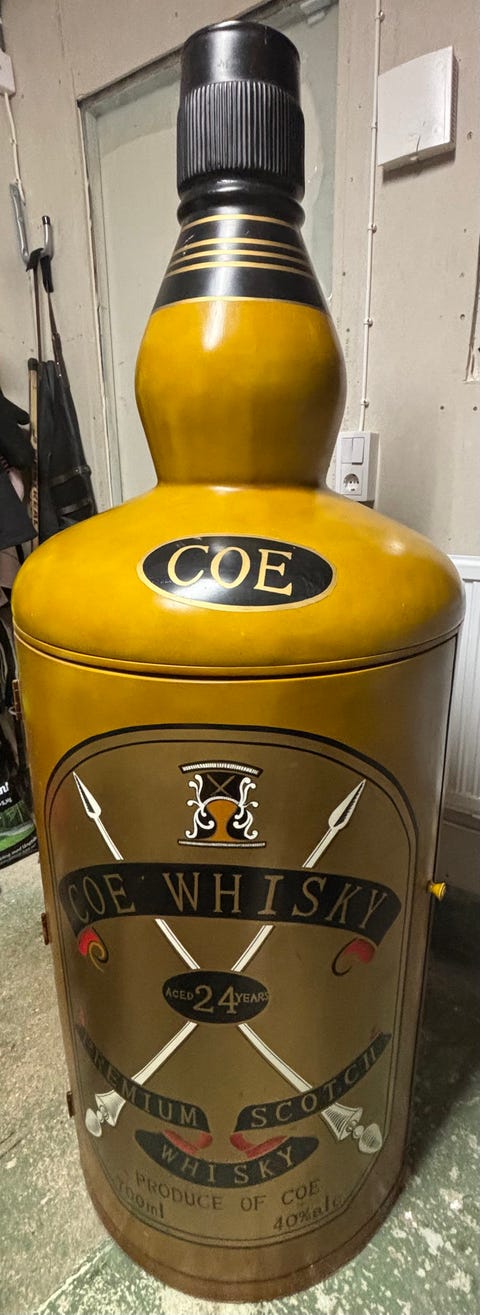 COE
COE WHISKY
AGED 24 YEARS
PREMIUM SCOTCH
WHISKY
PRODUCE OF COE
700ml 40%alc